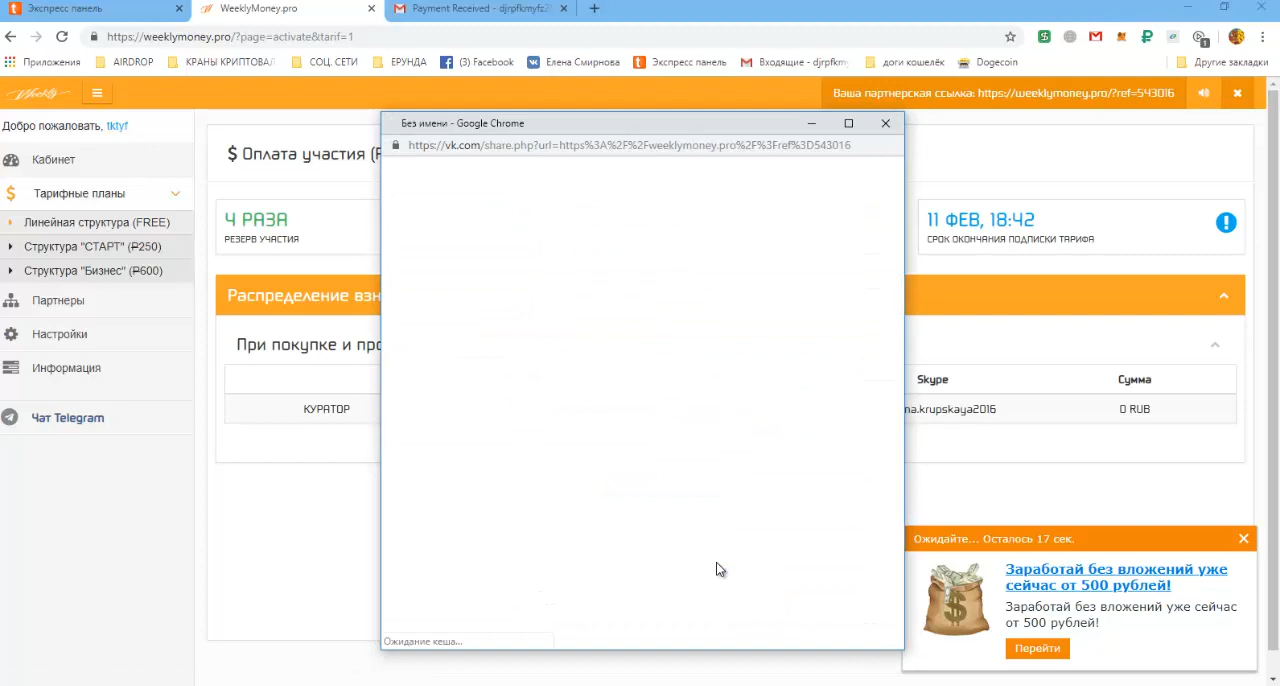 Экспресс панель
WeeklyMoney.pro
Payment Received - djrpfkmyfz2
https://weeklymoney.pro/?page=activate&tarif=1
Приложения
AIRDROP
КРАНЫ КРИПТОВАЛ
СОЦ. СЕТИ
ЕРУНДА
(3) Facebook
Елена Смирнова
Экспресс панель
Входящие - djrpfkmy
доги кошелёк
Dogecoin
Другие закладки
Weekly
Ваша партнерская ссылка: https://weeklymoney.pro/?ref=543016
Добро пожаловать, tktyf
Кабинет
Тарифные планы
Линейная структура (FREE)
Структура "СТАРТ" (₽250)
Структура "Бизнес" (₽600)
Партнеры
Настройки
Информация
Чат Telegram
$ Оплата участия (F
4 РАЗА
РЕЗЕРВ УЧАСТИЯ
11 ФЕВ, 18:42
СРОК ОКОНЧАНИЯ ПОДПИСКИ ТАРИФА
Распределение взн
При покупке и про
Skype
Сумма
КУРАТОР
na.krupskaya2016
0 RUB
Без имени - Google Chrome
https://vk.com/share.php?url=https%3A%2F%2Fweeklymoney.pro%2F%3Fref%3D543016
Ожидание кеша...
Ожидайте... Осталось 17 сек.
Заработай без вложений уже
сейчас от 500 рублей!
Заработай без вложений уже сейчас
от 500 рублей!
Перейти